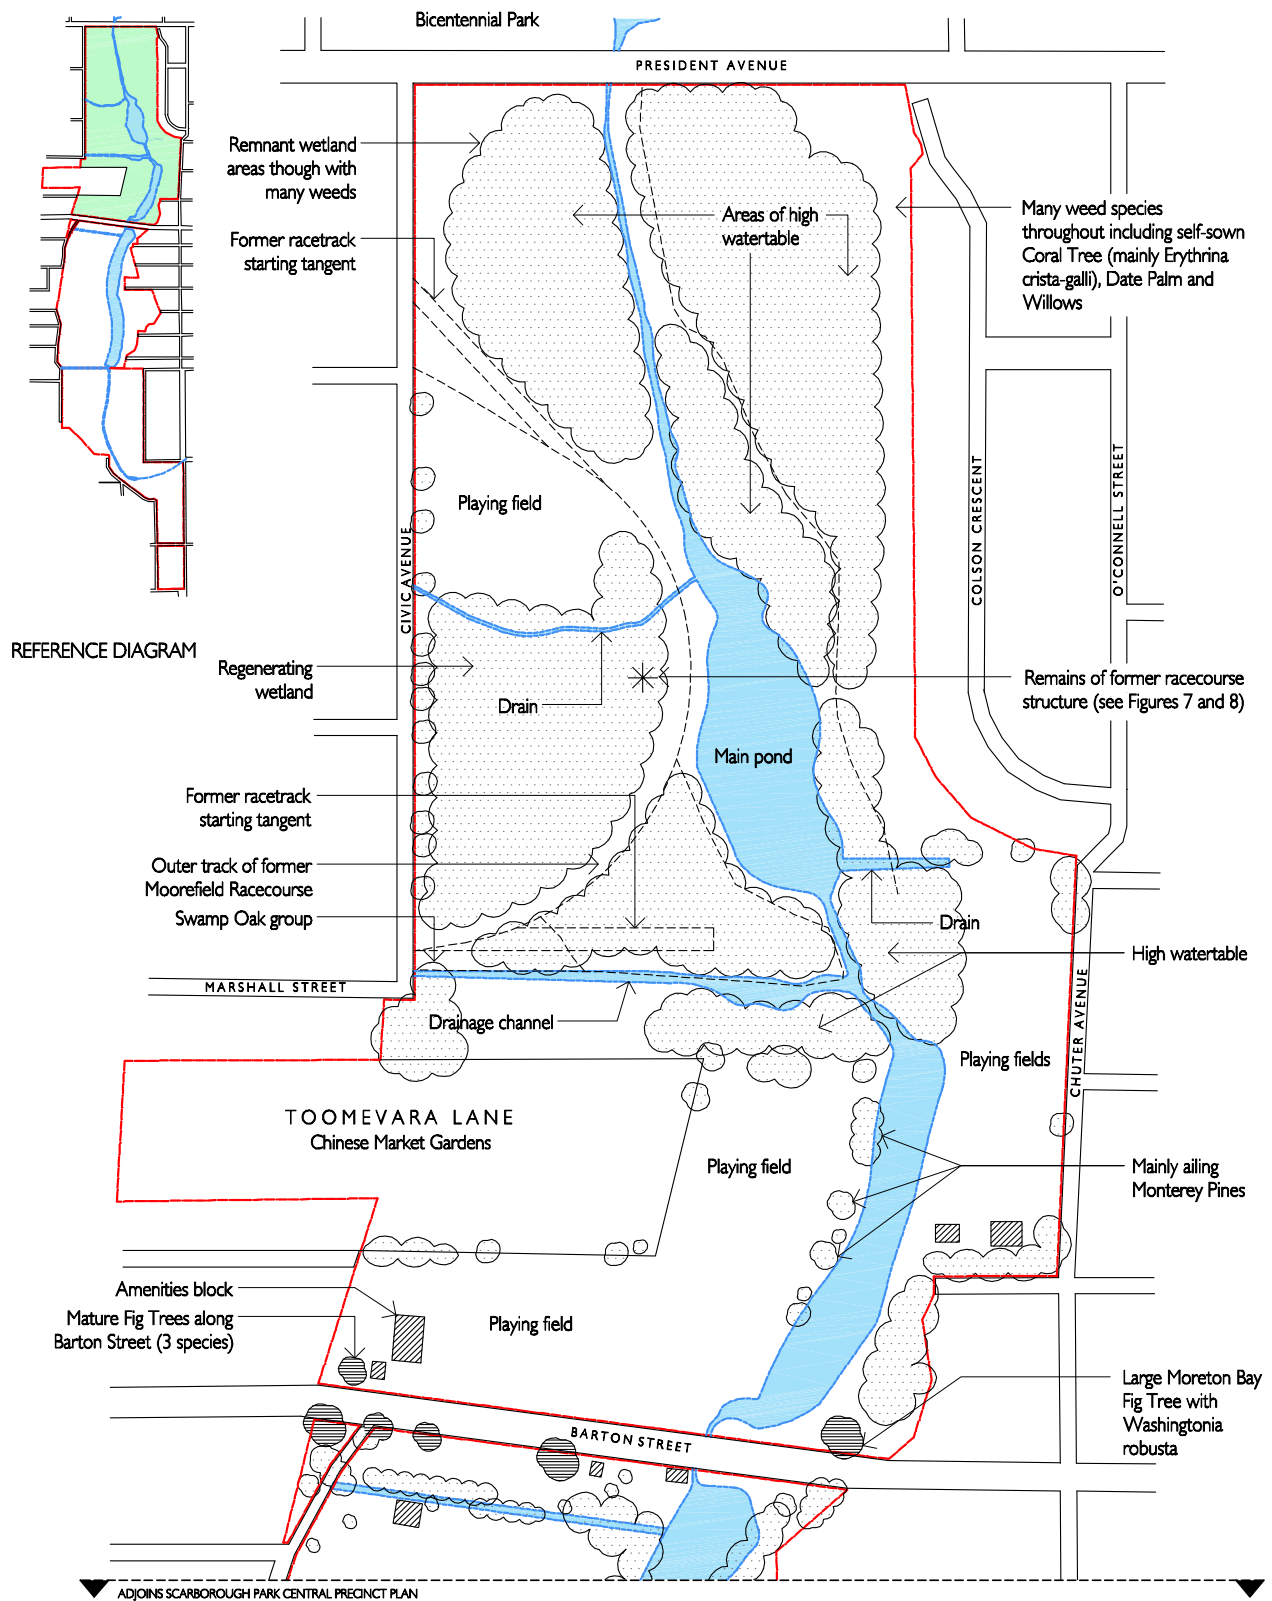 Bicentennial Park
PRESIDENT AVENUE
Remnant wetland
areas though with
many weeds
Former racetrack
starting tangent
Areas of high
watertable
Many weed species
throughout including self-sown
Coral Tree (mainly Erythrina
crista-galli), Date Palm and
Willows
Playing field
CIVIC AVENUE
COLSON CRESCENT
O'CONNELL STREET
REFERENCE DIAGRAM
Regenerating
wetland
Drain
Remains of former racecourse
structure (see Figures 7 and 8)
Main pond
Former racetrack
starting tangent
Outer track of former
Moorefield Racecourse
Swamp Oak group
Drain
High watertable
MARSHALL STREET
Drainage channel
CHUTER AVENUE
Playing fields
TOOMEVARA LANE
Chinese Market Gardens
Playing field
Mainly ailing
Monterey Pines
Amenities block
Mature Fig Trees along
Barton Street (3 species)
Playing field
Large Moreton Bay
Fig Tree with
Washingtonia
robusta
BARTON STREET
ADJOINS SCARBOROUGH PARK CENTRAL PRECINCT PLAN